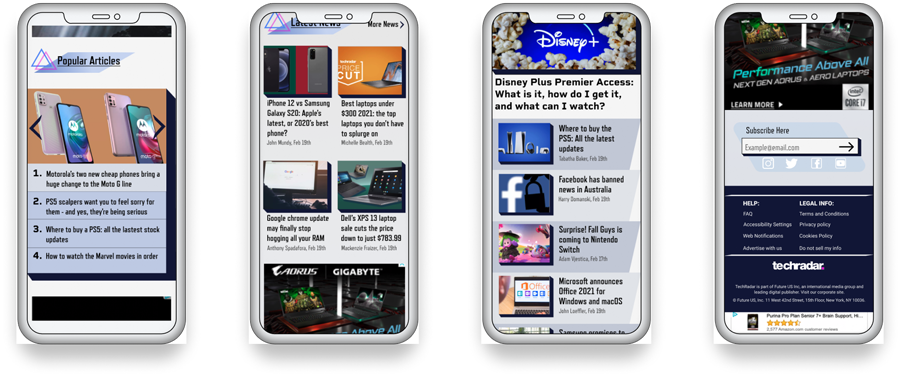 Popular Articles
1. Motorola's two new cheap phones bring a
huge change to the Moto G line
2. PS5 scalpers want you to feel sorry for
them - and yes, they're being serious
3. Where to buy a PS5: all the lastest stock
updates
4. How to watch the Marvel movies in order
Latest News
More News
PRICE
CUT
iPhone 12 vs Samsung
Galaxy S20: Apple's
latest, or 2020's best
phone?
John Mundy, Feb 19th
Best laptops under
$300 2021: the top
laptops you don't have
to splurge on
Michelle Bealth, Feb 19th
Google chrome update
may finally stop
hogging all your RAM
Anthony Spadafora, Feb 19th
Dell's XPS 13 laptop
sale cuts the price
down to just $763.99
Mackenzie Frazier, Feb 19th
AORUS GIGABYTE
Above All
Disney+
Disney Plus Premier Access:
What is it, how do I get it,
and what can I watch?
Where to buy the
PS5: All the latest
updates
Tabatha Baker, Feb 19th
Facebook has banned
news in Australia
Harry Domanski, Feb 19th
Surprise! Fall Guys is
coming to Nintendo
Switch
Adam Vjestica, Feb 17th
Office
Microsoft announces
Office 2021 for
Windows and macOS
John Loeffler, Feb 19th
Samsung promises to
Performance Above All
NEXT GEN AORUS & AERO LAPTOPS
LEARN MORE
intel
CORE i7
Subscribe Here
Example@email.com
HELP:
FAQ
Accessibility Settings
Web Notifications
Advertise with us
LEGAL INFO:
Terms and Conditions
Privacy policy
Cookies Policy
Do not sell my info
techradar.
TechRadar is part of Future US Inc, an international media group and
leading digital publisher. Visit our corporate site.
© Future US, Inc. 11 West 42nd Street, 15th Floor, New York, NY 10036.
Purina Pro Plan Senior 7+ Brain Support, Hi...
2,577 Amazon.com customer reviews